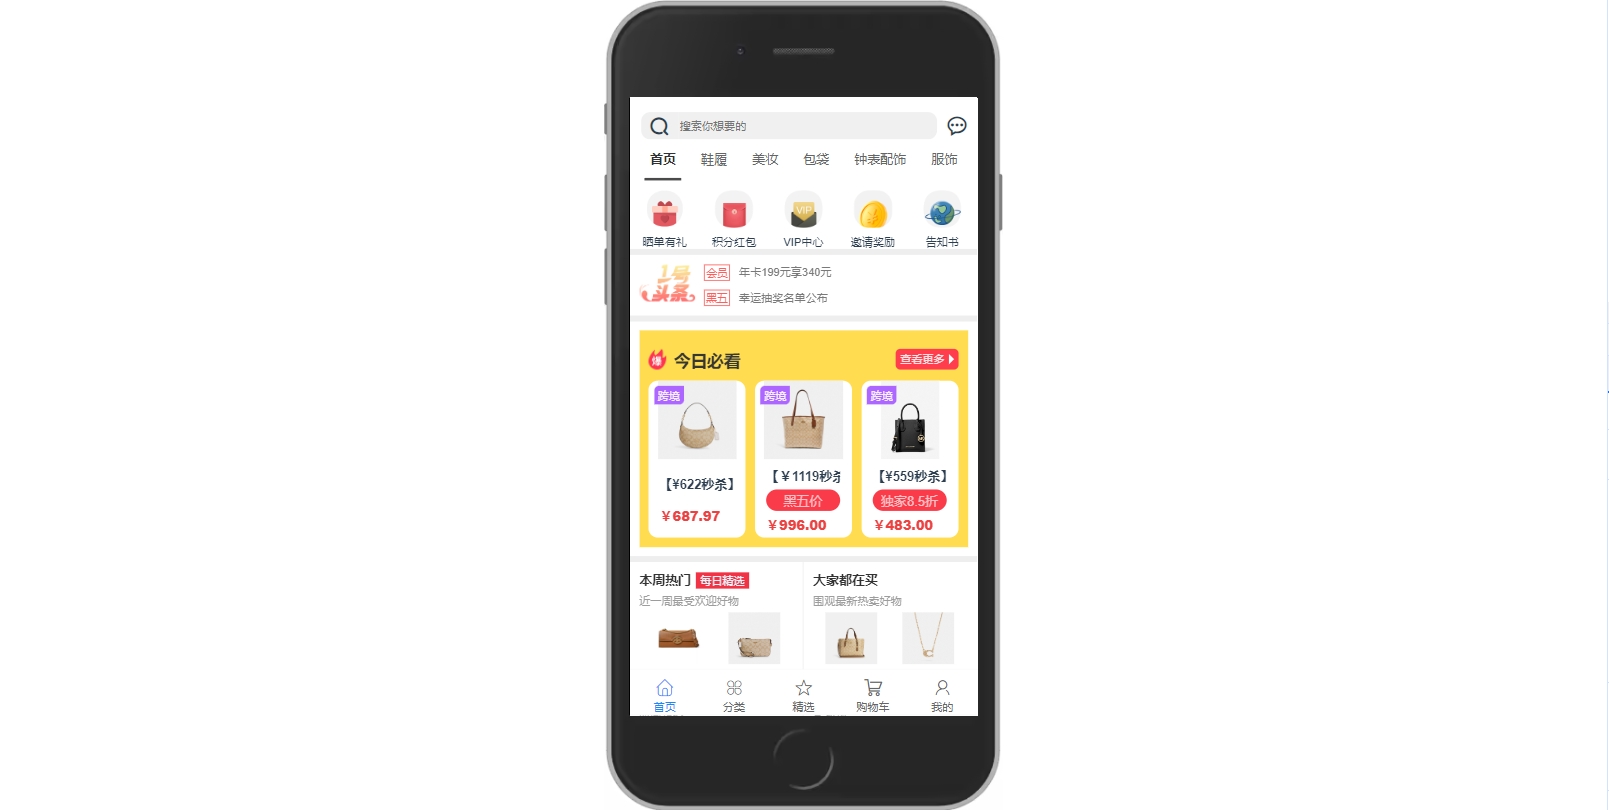 搜索你想要的
首页 鞋履 美妆 包袋 钟表配饰 服饰
VIP
晒单有礼 积分红包 VIP中心 邀请奖励 告知书
1号
头条
会员 年卡199元享340元
黑五 幸运抽奖名单公布
爆 今日必看 查看更多
跨境 跨境 跨境
【¥622秒杀】 【￥1119秒杀 【¥559秒杀】
黑五价 独家8.5折
￥687.97 ￥996.00 ￥483.00
本周热门 每日精选 大家都在买
近一周最受欢迎好物 围观最新热卖好物
首页 分类 精选 购物车 我的